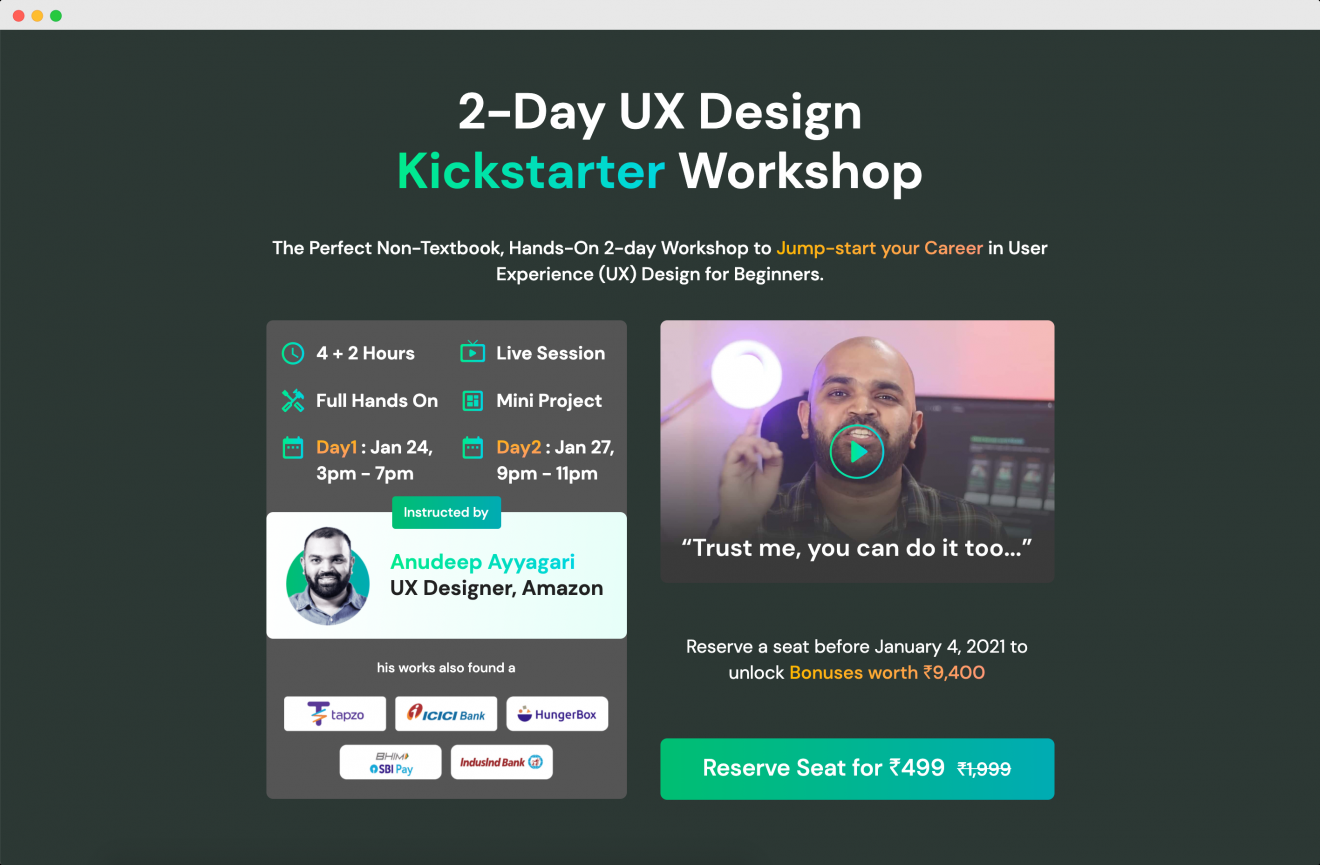 2-Day UX Design
Kickstarter Workshop
The Perfect Non-Textbook, Hands-On 2-day Workshop to Jump-start your Career in User
Experience (UX) Design for Beginners.
4 + 2 Hours
Live Session
Full Hands On
Mini Project
Day1 : Jan 24,
3pm - 7pm
Day2 : Jan 27,
9pm - 11pm
Instructed by
Anudeep Ayyagari
UX Designer, Amazon
his works also found a
tapzo
ICICI Bank
HungerBox
BHIM
SBI Pay
IndusInd Bank
“Trust me, you can do it too...”
Reserve a seat before January 4, 2021 to
unlock Bonuses worth ₹9,400
Reserve Seat for ₹499 ₹1,999